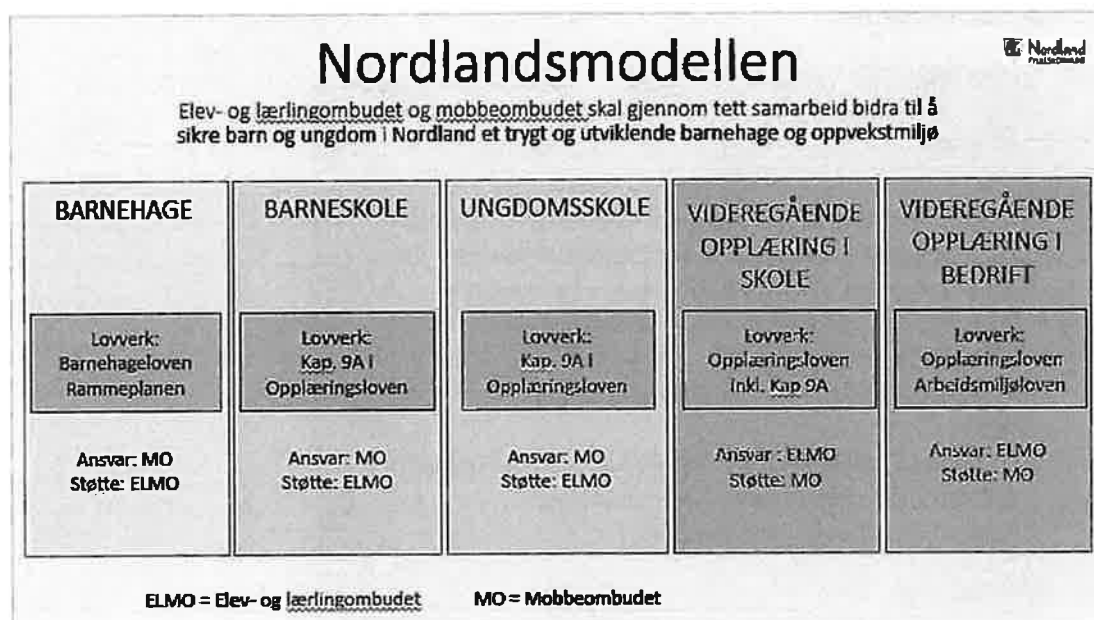 Nordlandsmodellen
Nordland
FYLKESKOMMUNE
Elev- og lærlingombudet og mobbeombudet skal gjennom tett samarbeid bidra til å
sikre barn og ungdom i Nordland et trygt og utviklende barnehage og oppvekstmiljø
BARNEHAGE
Lovverk:
Barnehageloven
Rammeplanen
Ansvar: MO
Støtte: ELMO
BARNESKOLE
Lovverk:
Kap. 9A i
Opplæringsloven
Ansvar: MO
Støtte: ELMO
UNGDOMSSKOLE
Lovverk:
Kap. 9A i
Opplæringsloven
Ansvar: MO
Støtte: ELMO
VIDEREGÅENDE
OPPLÆRING I
SKOLE
Lovverk:
Opplæringsloven
Inkl. Kap 9A
Ansvar : ELMO
Støtte: MO
VIDEREGÅENDE
OPPLÆRING I
BEDRIFT
Lovverk:
Opplæringsloven
Arbeidsmiljøloven
Ansvar: ELMO
Støtte: MO
ELMO = Elev- og lærlingombudet
MO = Mobbeombudet